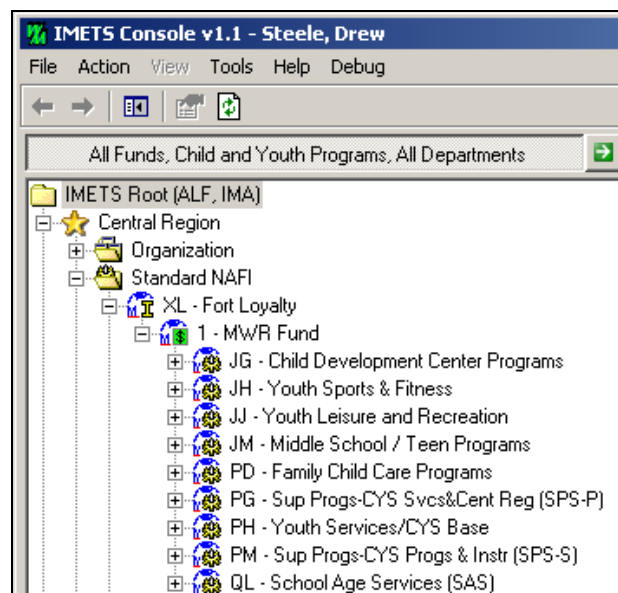 IMETS Console v1.1 - Steele, Drew
File Action View Tools Help Debug
All Funds, Child and Youth Programs, All Departments
IMETS Root (ALF, IMA)
Central Region
Organization
Standard NAFI
XL - Fort Loyalty
1 - MWR Fund
JG - Child Development Center Programs
JH - Youth Sports & Fitness
JJ - Youth Leisure and Recreation
JM - Middle School / Teen Programs
PD - Family Child Care Programs
PG - Sup Progs-CYS Svcs&Cent Reg (SPS-P)
PH - Youth Services/CYS Base
PM - Sup Progs-CYS Progs & Instr (SPS-S)
QL - School Age Services (SAS)